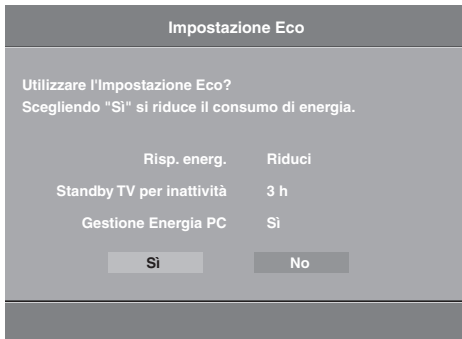 Impostazione Eco
Utilizzare l'Impostazione Eco?
Scegliendo "Sì" si riduce il consumo di energia.
Risp. energ. Riduci
Standby TV per inattività 3 h
Gestione Energia PC Sì
Sì No